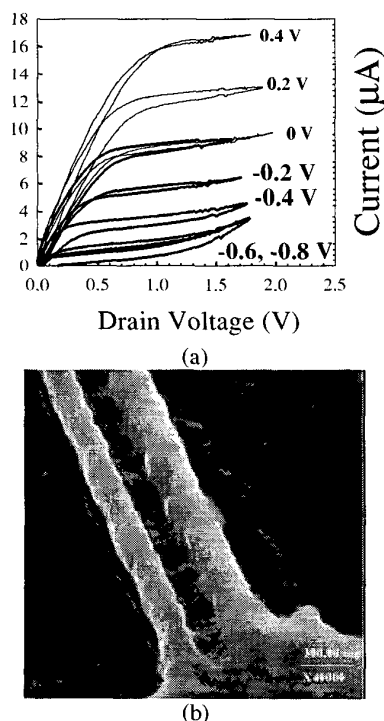 18
16
14
12
10
8
6
4
2
0
0.4 V
0.2 V
0 V
-0.2 V
-0.4 V
-0.6, -0.8 V
Current (µA)
0.0 0.5 1.0 1.5 2.0 2.5
Drain Voltage (V)
(a)
X40000
(b)